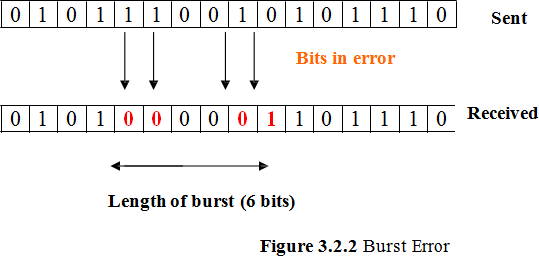 0 1 0 1 1 1 0 0 1 0 1 0 1 1 1 0 Sent
Bits in error
0 1 0 1 0 0 0 0 0 1 1 0 1 1 1 0 Received
Length of burst (6 bits)
Figure 3.2.2 Burst Error